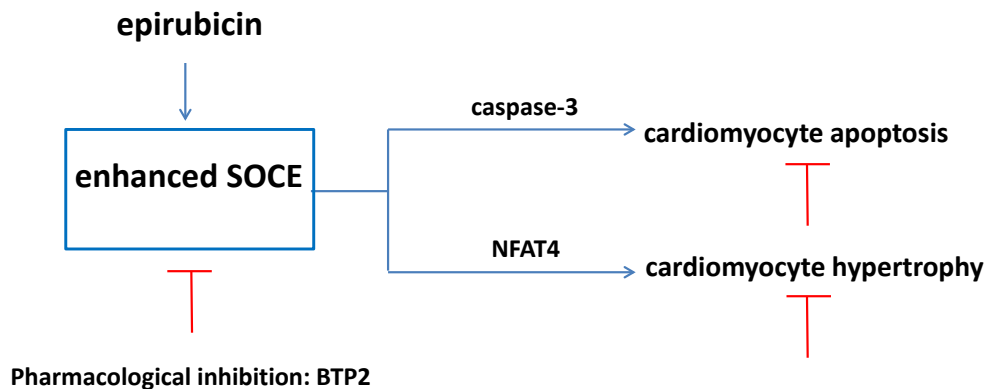 epirubicin
caspase-3
cardiomyocyte apoptosis
enhanced SOCE
NFAT4
cardiomyocyte hypertrophy
Pharmacological inhibition: BTP2